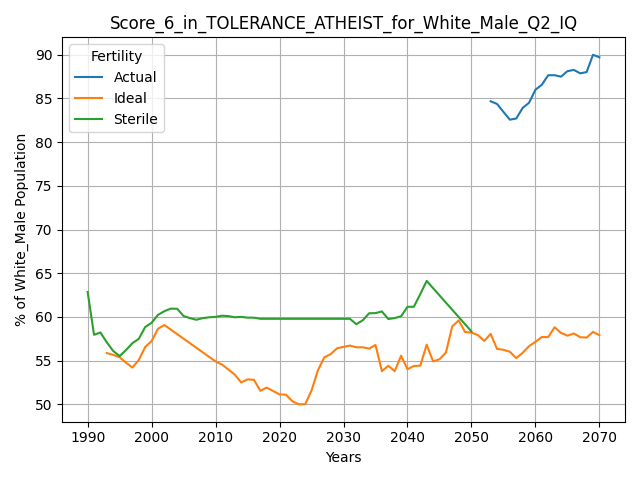 Score_6_in_TOLERANCE_ATHEIST_for_White_Male_Q2_IQ
Fertility
Actual
Ideal
Sterile
% of White_Male Population
90
85
80
75
70
65
60
55
50
1990 2000 2010 2020 2030 2040 2050 2060 2070
Years